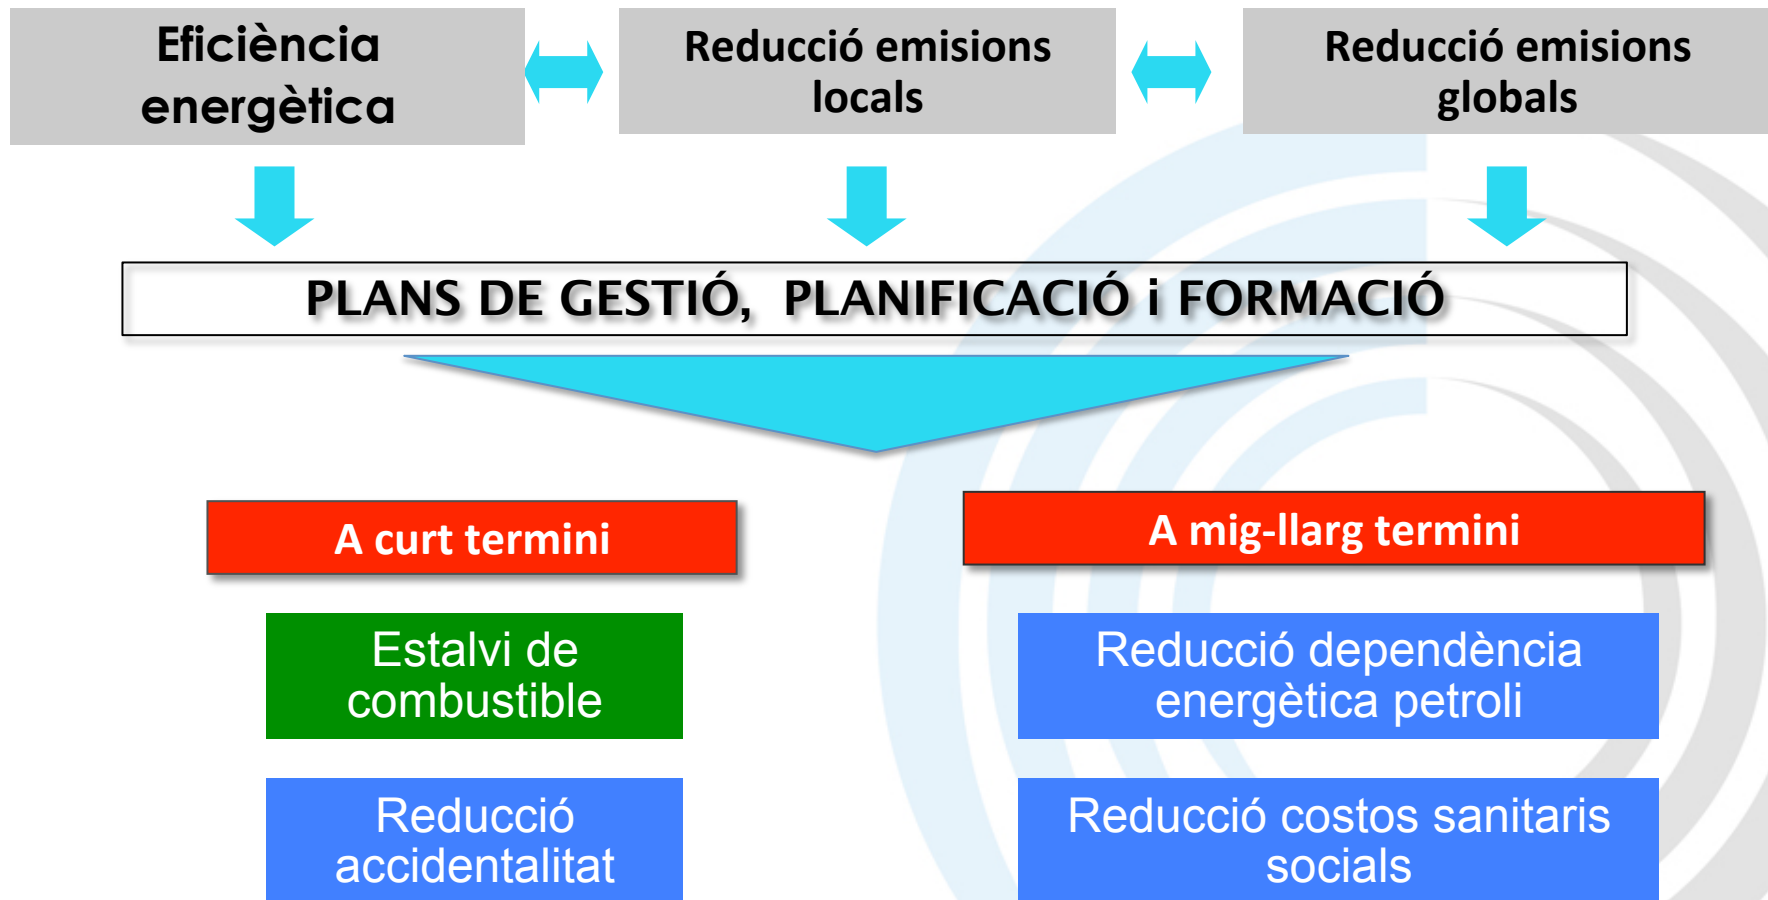 Eficiència
energètica
Reducció emisions
locals
Reducció emisions
globals
PLANS DE GESTIÓ,  PLANIFICACIÓ i FORMACIÓ
A curt termini
A mig-llarg termini
Estalvi de
combustible
Reducció dependència
energètica petroli
Reducció
accidentalitat
Reducció costos sanitaris
socials